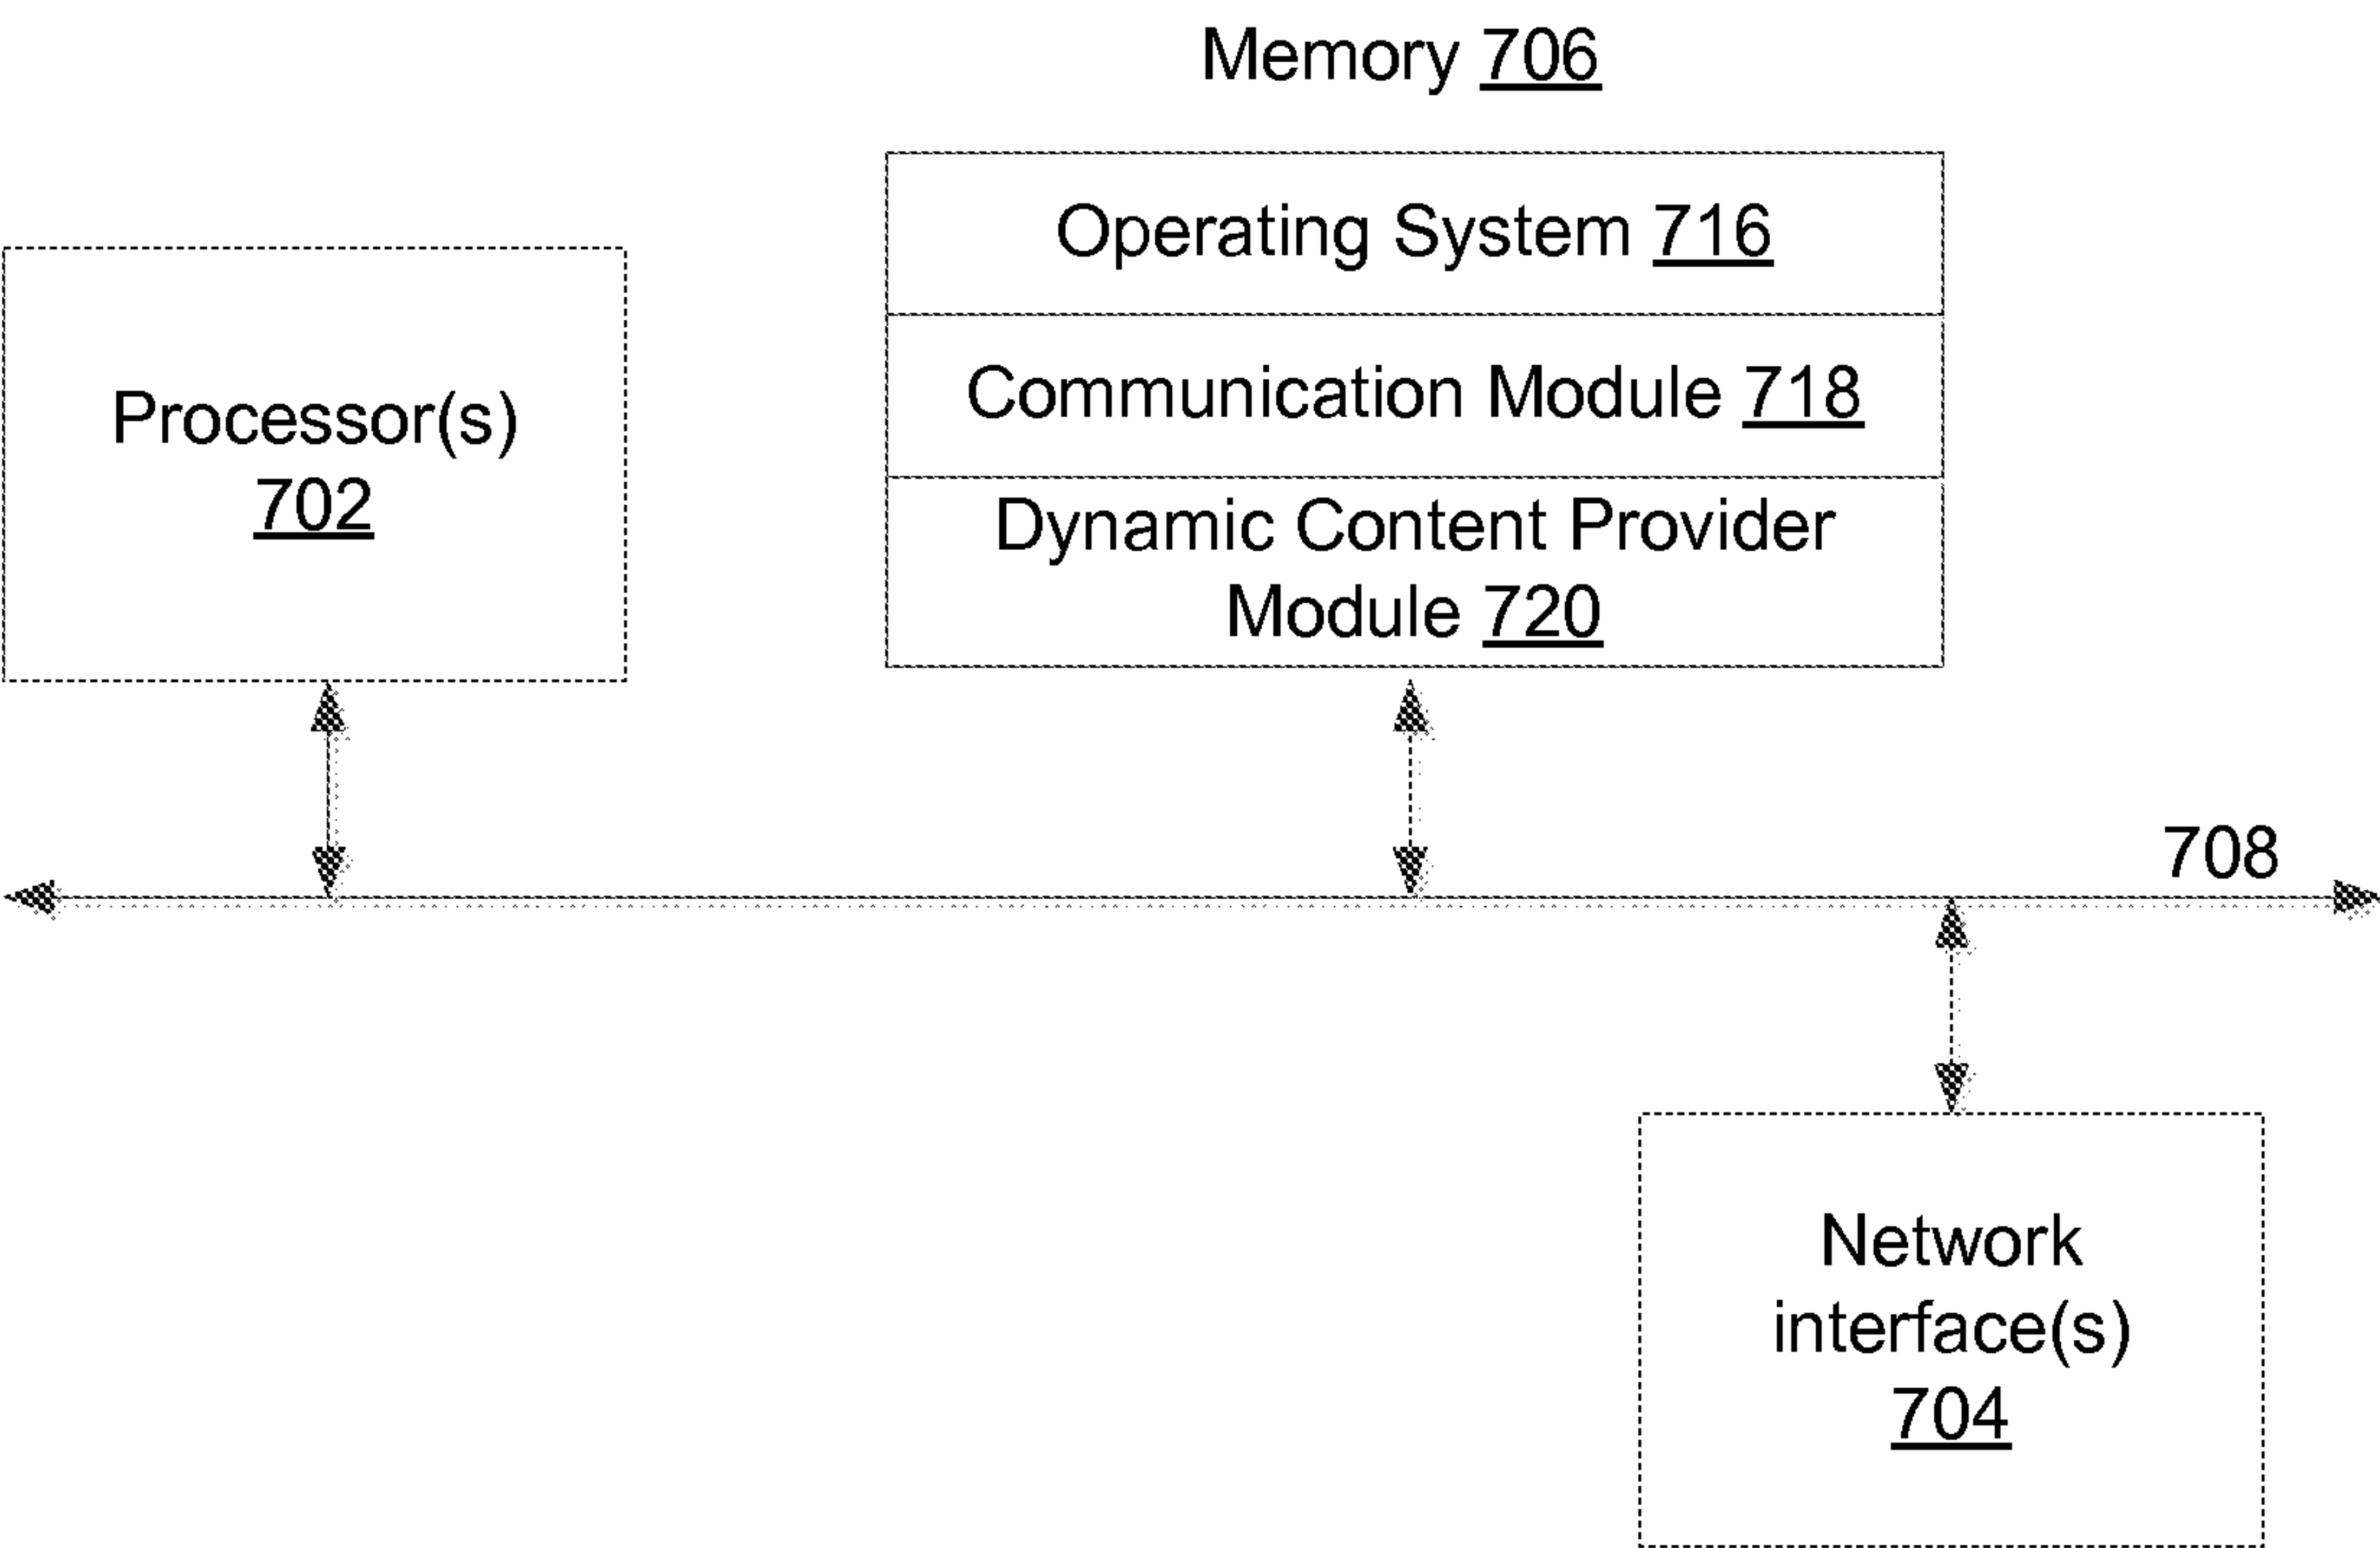 Memory 706
Operating System 716
Communication Module 718
Dynamic Content Provider
Module 720
Processor(s)
702
708
Network
interface(s)
704